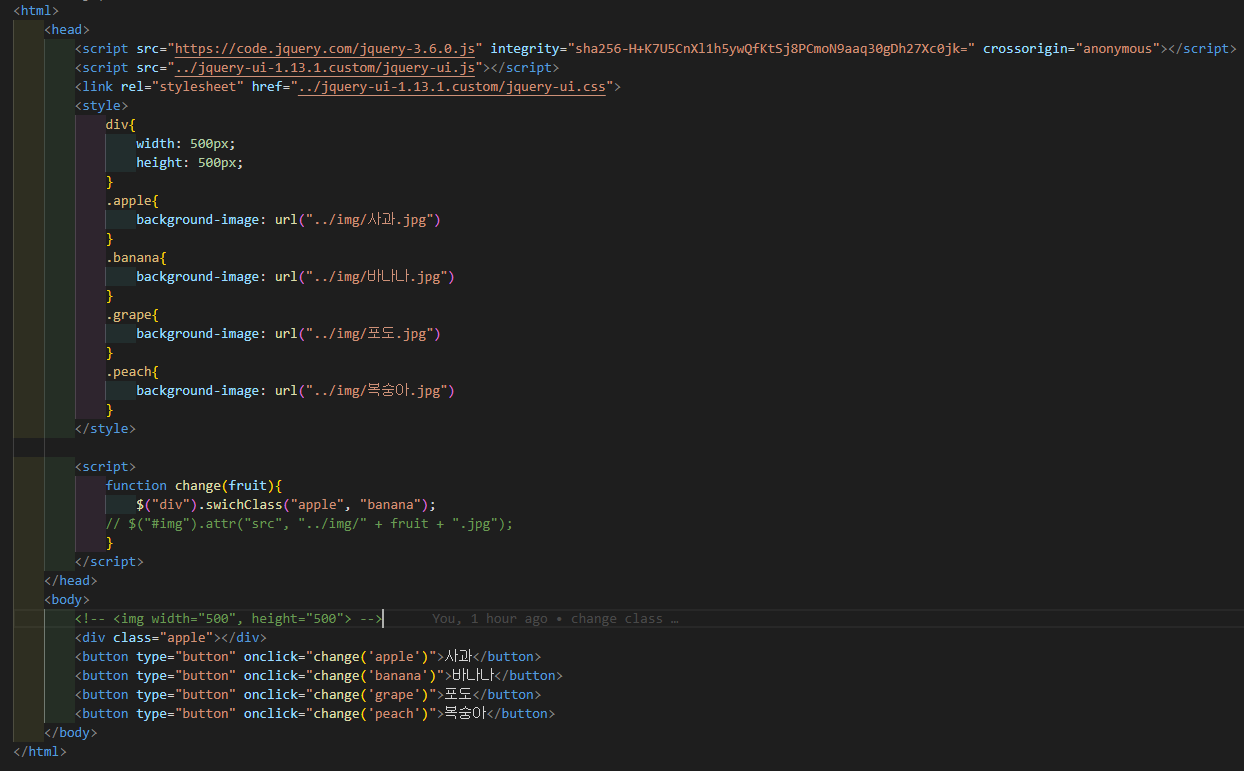 <html>
<head>
<script src="https://code.jquery.com/jquery-3.6.0.js" integrity="sha256-H+K7U5CnXl1h5ywQfKtSj8PCmoN9aaq30gDh27Xc0jk=" crossorigin="anonymous"></script>
<script src="../jquery-ui-1.13.1.custom/jquery-ui.js"></script>
<link rel="stylesheet" href="../jquery-ui-1.13.1.custom/jquery-ui.css">
<style>
div{
width: 500px;
height: 500px;
}
.apple{
background-image: url("../img/사과.jpg")
}
.banana{
background-image: url("../img/바나나.jpg")
}
.grape{
background-image: url("../img/포도.jpg")
}
.peach{
background-image: url("../img/복숭아.jpg")
}
</style>
<script>
function change(fruit){
$("div").swichClass("apple", "banana");
// $("#img").attr("src", "../img/" + fruit + ".jpg");
}
</script>
</head>
<body>
<!-- <img width="500", height="500"> --> You, 1 hour ago • change class …
<div class="apple"></div>
<button type="button" onclick="change('apple')">사과</button>
<button type="button" onclick="change('banana')">바나나</button>
<button type="button" onclick="change('grape')">포도</button>
<button type="button" onclick="change('peach')">복숭아</button>
</body>
</html>